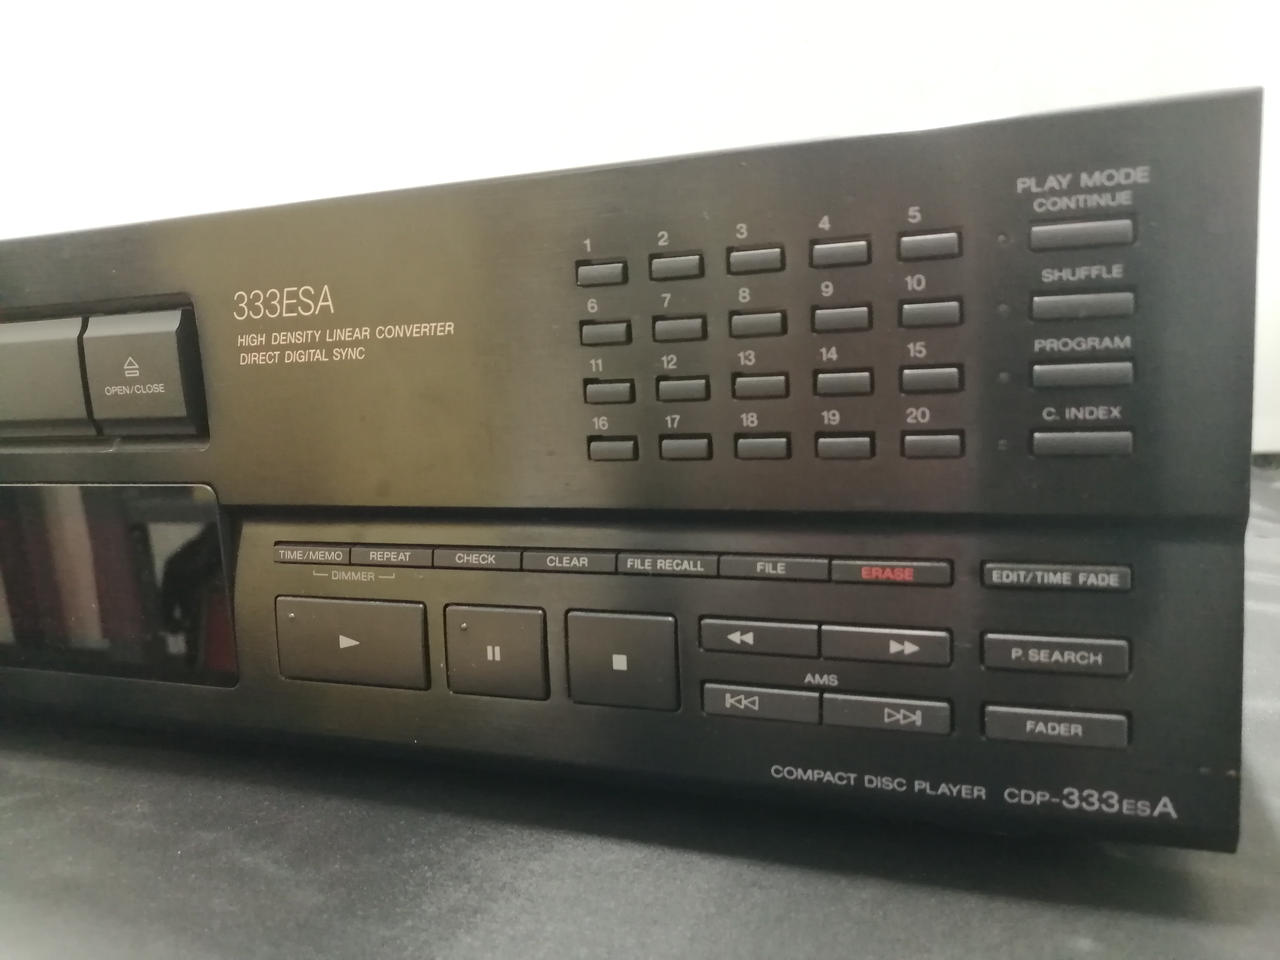 333ESA
HIGH DENSITY LINEAR CONVERTER
DIRECT DIGITAL SYNC
OPEN/CLOSE
1 2 3 4 5
6 7 8 9 10
11 12 13 14 15
16 17 18 19 20
PLAY MODE
CONTINUE
SHUFFLE
PROGRAM
C. INDEX
TIME/MEMO REPEAT CHECK CLEAR FILE RECALL FILE ERASE EDIT/TIME FADE
DIMMER
P.SEARCH
AMS
FADER
COMPACT DISC PLAYER CDP-333ESA